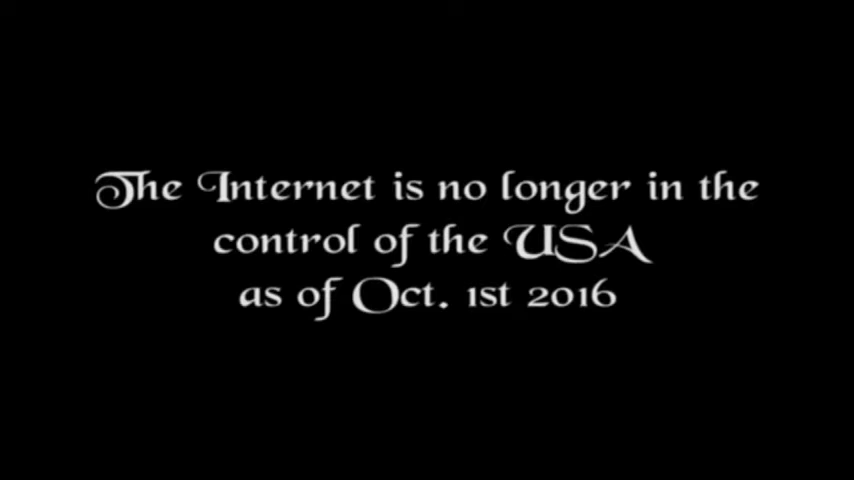 The Internet is no longer in the
control of the USA
as of Oct. 1st 2016